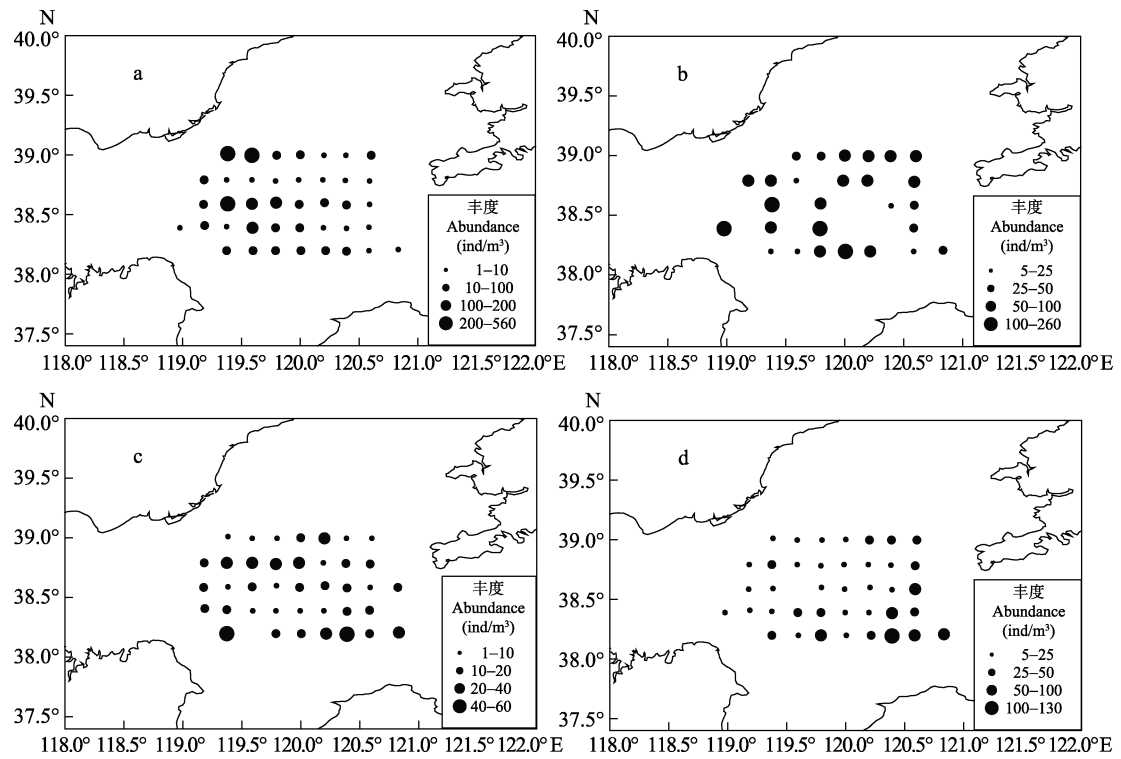 N
40.0°
39.5°
39.0°
38.5°
38.0°
37.5°
a
丰度
Abundance
(ind/m³)
1–10
10–100
100–200
200–560
118.0° 118.5° 119.0° 119.5° 120.0° 120.5° 121.0° 121.5° 122.0° E
N
40.0°
39.5°
39.0°
38.5°
38.0°
37.5°
b
丰度
Abundance
(ind/m³)
5–25
25–50
50–100
100–260
118.0° 118.5° 119.0° 119.5° 120.0° 120.5° 121.0° 121.5° 122.0° E
N
40.0°
39.5°
39.0°
38.5°
38.0°
37.5°
c
丰度
Abundance
(ind/m³)
1–10
10–20
20–40
40–60
118.0° 118.5° 119.0° 119.5° 120.0° 120.5° 121.0° 121.5° 122.0° E
N
40.0°
39.5°
39.0°
38.5°
38.0°
37.5°
d
丰度
Abundance
(ind/m³)
5–25
25–50
50–100
100–130
118.0° 118.5° 119.0° 119.5° 120.0° 120.5° 121.0° 121.5° 122.0° E